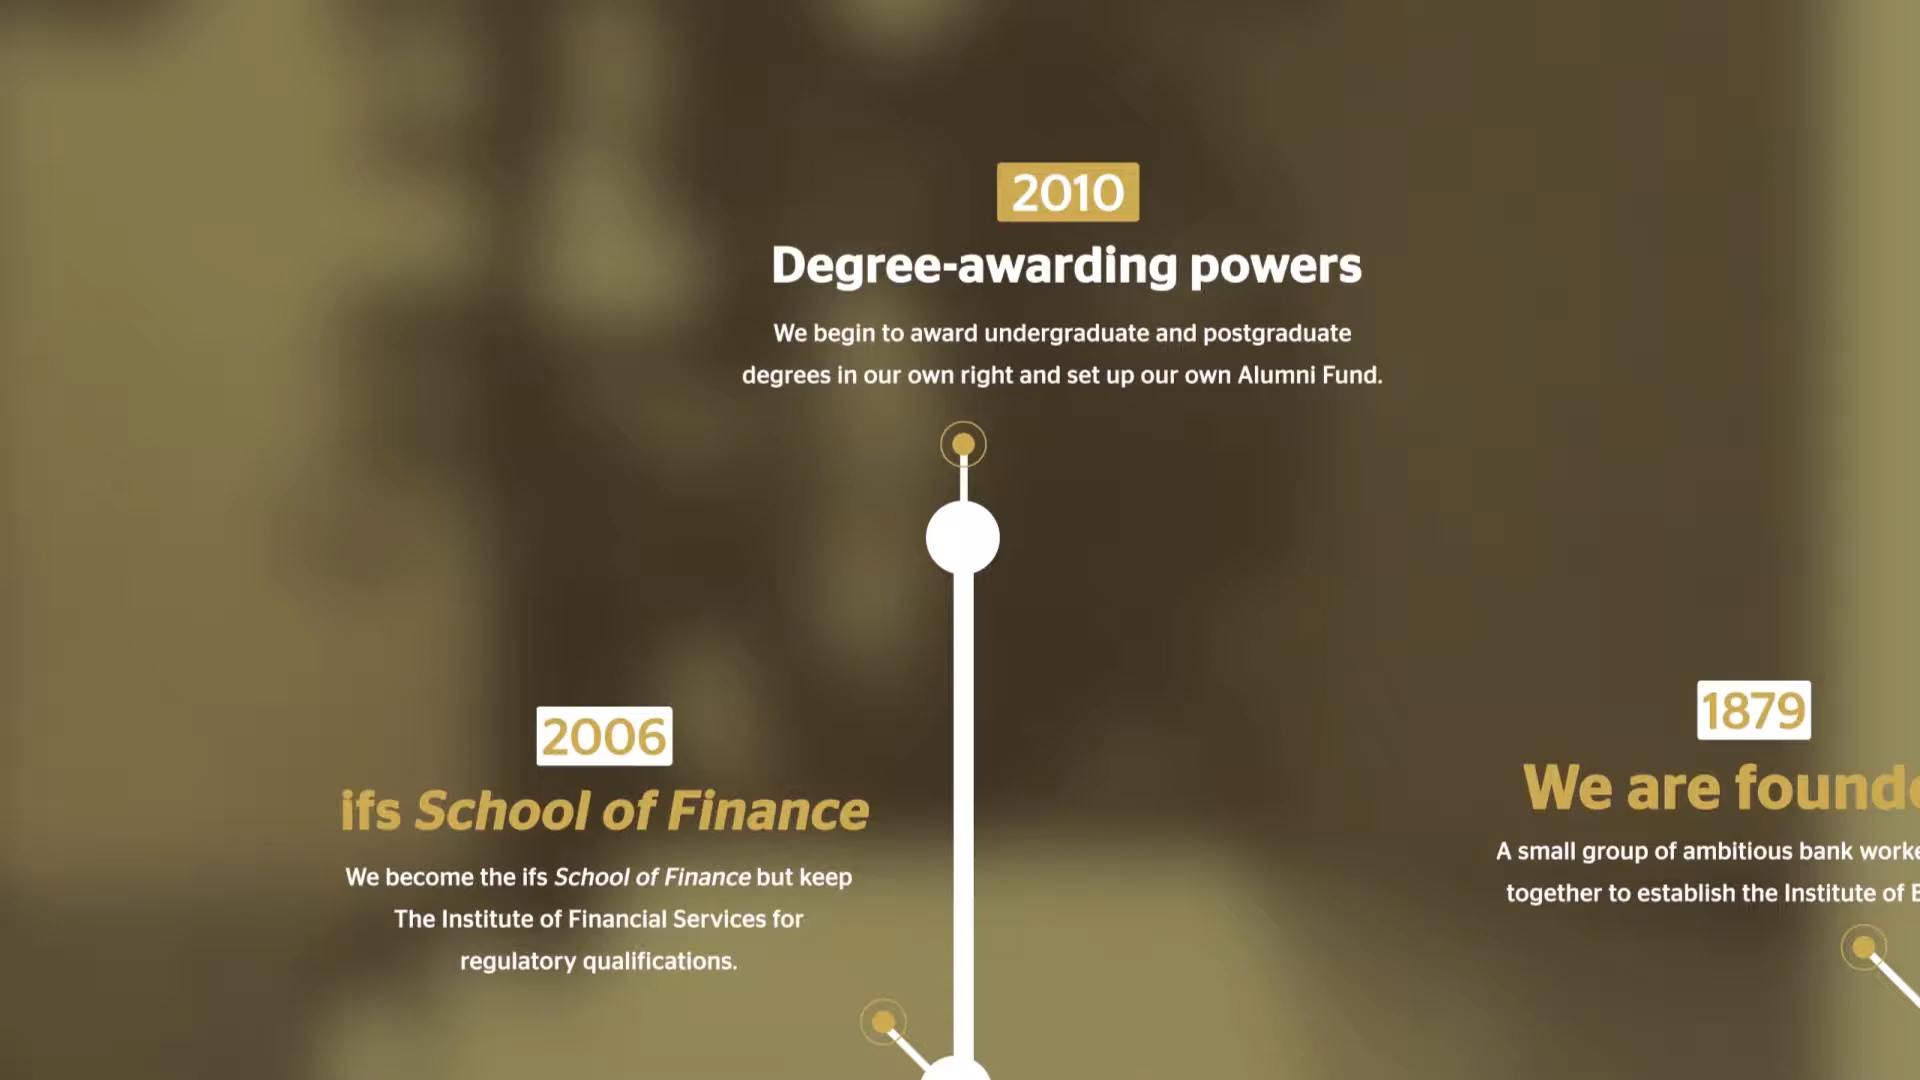 2010
Degree-awarding powers
We begin to award undergraduate and postgraduate
degrees in our own right and set up our own Alumni Fund.
2006
ifs School of Finance
We become the ifs School of Finance but keep
The Institute of Financial Services for
regulatory qualifications.
1879
We are
A small group of ambitious bank
together to establish the Institute of